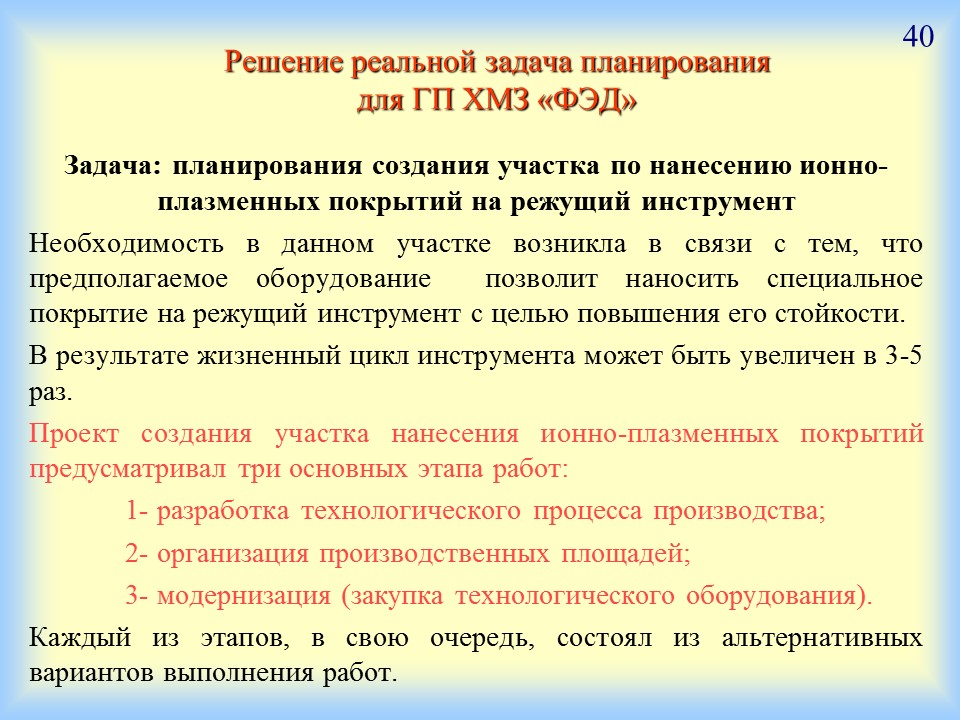 40
Решение реальной задача планирования
для ГП ХМЗ «ФЭД»
Задача: планирования создания участка по нанесению ионно-
плазменных покрытий на режущий инструмент
Необходимость в данном участке возникла в связи с тем, что
предполагаемое оборудование позволит наносить специальное
покрытие на режущий инструмент с целью повышения его стойкости.
В результате жизненный цикл инструмента может быть увеличен в 3-5
раз.
Проект создания участка нанесения ионно-плазменных покрытий
предусматривал три основных этапа работ:
1- разработка технологического процесса производства;
2- организация производственных площадей;
3- модернизация (закупка технологического оборудования).
Каждый из этапов, в свою очередь, состоял из альтернативных
вариантов выполнения работ.